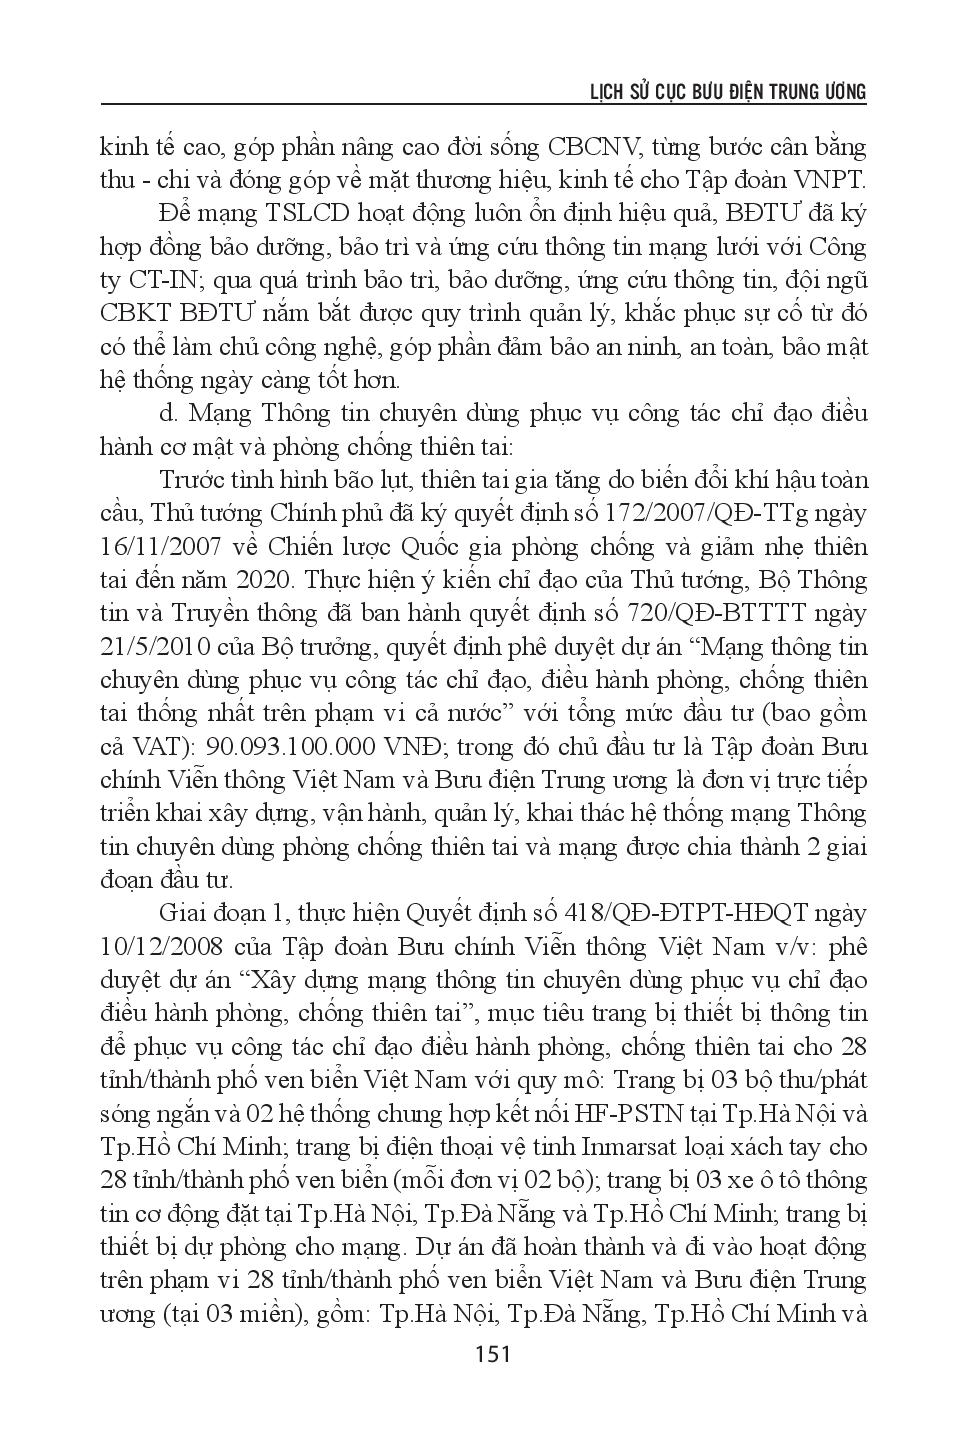 LỊCH SỬ CỤC BƯU ĐIỆN TRUNG ƯƠNG
kinh tế cao, góp phần nâng cao đời sống CBCNV, từng bước cân bằng
thu - chi và đóng góp về mặt thương hiệu, kinh tế cho Tập đoàn VNPT.
Để mạng TSLCD hoạt động luôn ổn định hiệu quả, BĐTƯ đã ký
hợp đồng bảo dưỡng, bảo trì và ứng cứu thông tin mạng lưới với Công
ty CT-IN; qua quá trình bảo trì, bảo dưỡng, ứng cứu thông tin, đội ngũ
CBKT BĐTƯ nắm bắt được quy trình quản lý, khắc phục sự cố từ đó
có thể làm chủ công nghệ, góp phần đảm bảo an ninh, an toàn, bảo mật
hệ thống ngày càng tốt hơn.
d. Mạng Thông tin chuyên dùng phục vụ công tác chỉ đạo điều
hành cơ mật và phòng chống thiên tai:
Trước tình hình bão lụt, thiên tai gia tăng do biến đổi khí hậu toàn
cầu, Thủ tướng Chính phủ đã ký quyết định số 172/2007/QĐ-TTg ngày
16/11/2007 về Chiến lược Quốc gia phòng chống và giảm nhẹ thiên
tai đến năm 2020. Thực hiện ý kiến chỉ đạo của Thủ tướng, Bộ Thông
tin và Truyền thông đã ban hành quyết định số 720/QĐ-BTTTT ngày
21/5/2010 của Bộ trưởng, quyết định phê duyệt dự án “Mạng thông tin
chuyên dùng phục vụ công tác chỉ đạo, điều hành phòng, chống thiên
tai thống nhất trên phạm vi cả nước” với tổng mức đầu tư (bao gồm
cả VAT): 90.093.100.000 VNĐ; trong đó chủ đầu tư là Tập đoàn Bưu
chính Viễn thông Việt Nam và Bưu điện Trung ương là đơn vị trực tiếp
triển khai xây dựng, vận hành, quản lý, khai thác hệ thống mạng Thông
tin chuyên dùng phòng chống thiên tai và mạng được chia thành 2 giai
đoạn đầu tư.
Giai đoạn 1, thực hiện Quyết định số 418/QĐ-ĐTPT-HĐQT ngày
10/12/2008 của Tập đoàn Bưu chính Viễn thông Việt Nam v/v: phê
duyệt dự án “Xây dựng mạng thông tin chuyên dùng phục vụ chỉ đạo
điều hành phòng, chống thiên tai”, mục tiêu trang bị thiết bị thông tin
để phục vụ công tác chỉ đạo điều hành phòng, chống thiên tai cho 28
tỉnh/thành phố ven biển Việt Nam với quy mô: Trang bị 03 bộ thu/phát
sóng ngắn và 02 hệ thống chung hợp kết nối HF-PSTN tại Tp.Hà Nội và
Tp.Hồ Chí Minh; trang bị điện thoại vệ tinh Inmarsat loại xách tay cho
28 tỉnh/thành phố ven biển (mỗi đơn vị 02 bộ); trang bị 03 xe ô tô thông
tin cơ động đặt tại Tp.Hà Nội, Tp.Đà Nẵng và Tp.Hồ Chí Minh; trang bị
thiết bị dự phòng cho mạng. Dự án đã hoàn thành và đi vào hoạt động
trên phạm vi 28 tỉnh/thành phố ven biển Việt Nam và Bưu điện Trung
ương (tại 03 miền), gồm: Tp.Hà Nội, Tp.Đà Nẵng, Tp.Hồ Chí Minh và
151